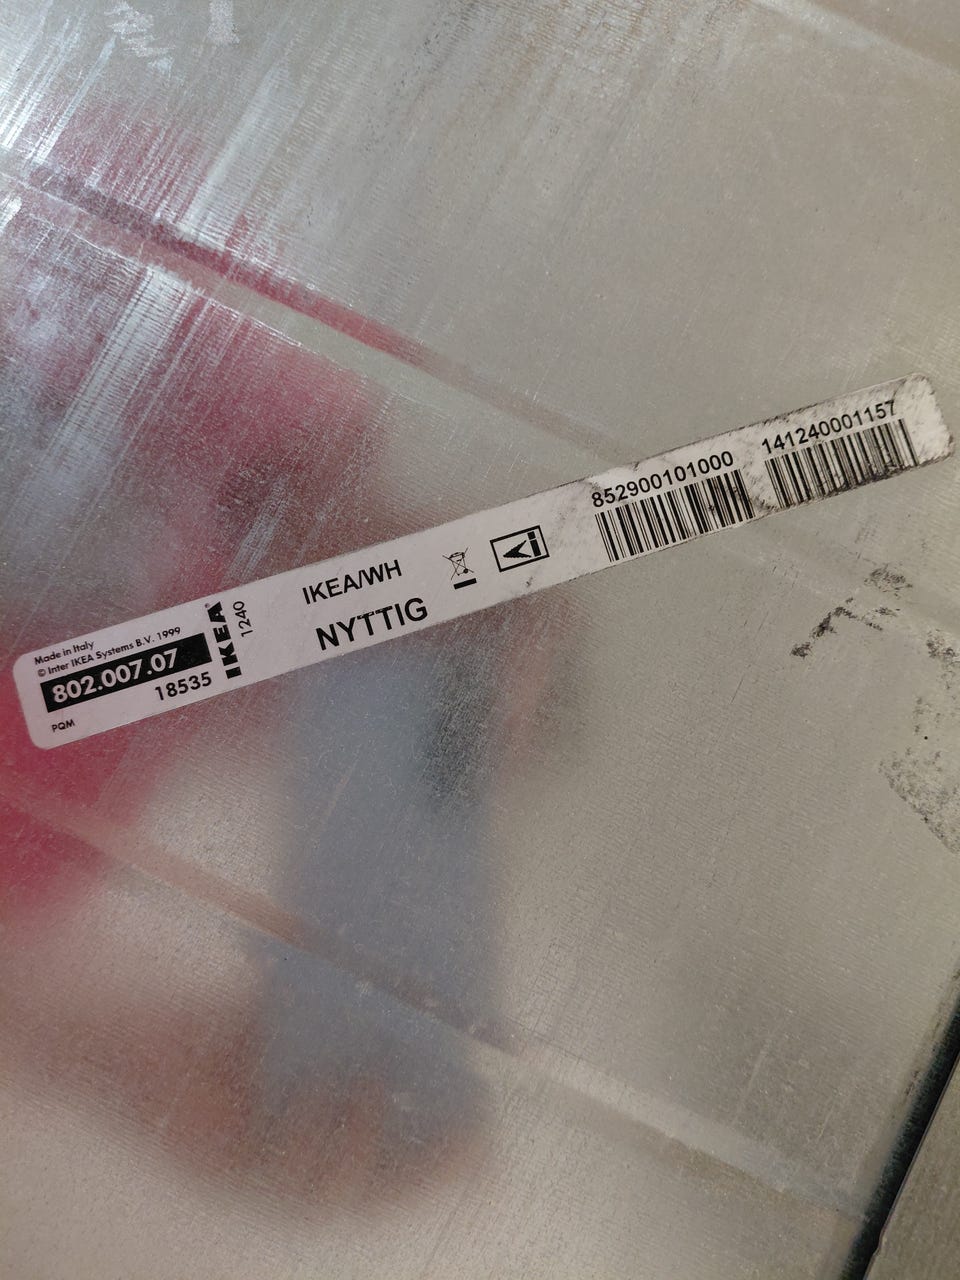 Made in Italy
© Inter IKEA Systems B.V. 1999
802.007.07
18535
PQM
IKEA®
1240
IKEA/WH
NYTTIG
852900101000
141240001157